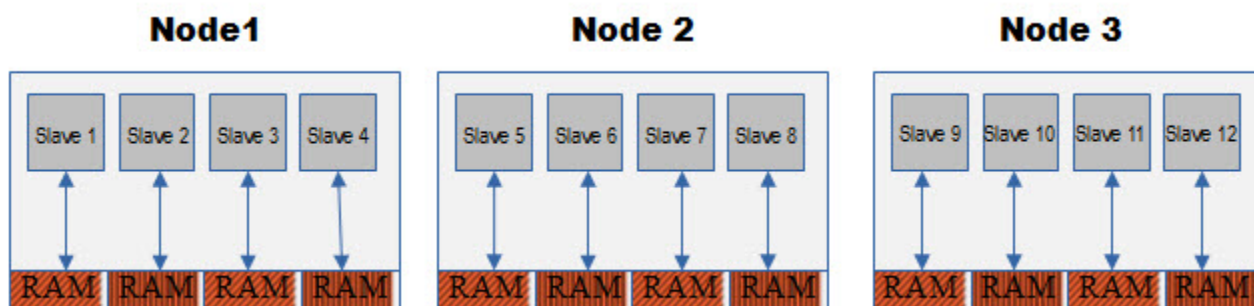 Node1 Node 2 Node 3
Slave 1 Slave 2 Slave 3 Slave 4 Slave 5 Slave 6 Slave 7 Slave 8 Slave 9 Slave 10 Slave 11 Slave 12
RAM RAM RAM RAM RAM RAM RAM RAM RAM RAM RAM RAM